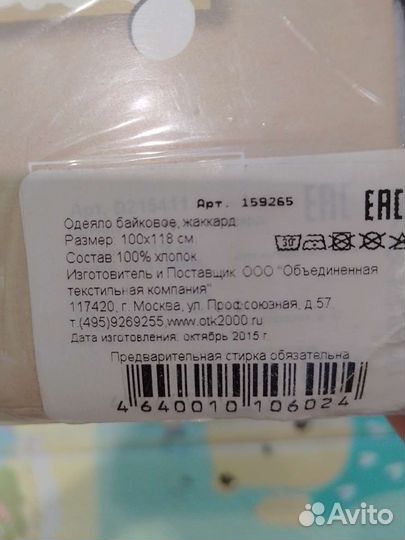 Арт. 159265
EAC
Одеяло байковое, жаккард
Размер: 100x118 см
Состав:100% хлопок
30
Изготовитель и Поставщик: ООО "Объединенная
текстильная компания"
117420, г. Москва, ул. Профсоюзная, д.57
т.(495)9269255,www.otk2000.ru
Дата изготовления: октябрь 2015 г.
Предварительная стирка обязательна
4 640010 106024
Avito